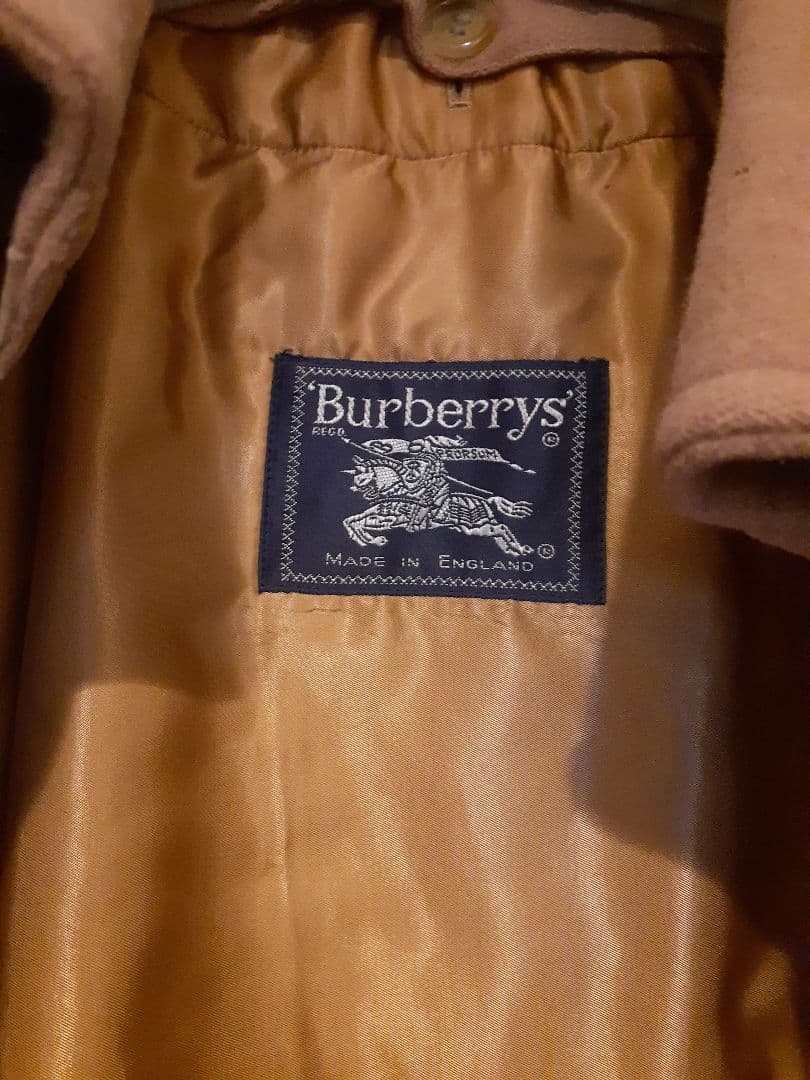 'Burberrys'
REGD.
PRORSUM
©
©
MADE IN ENGLAND